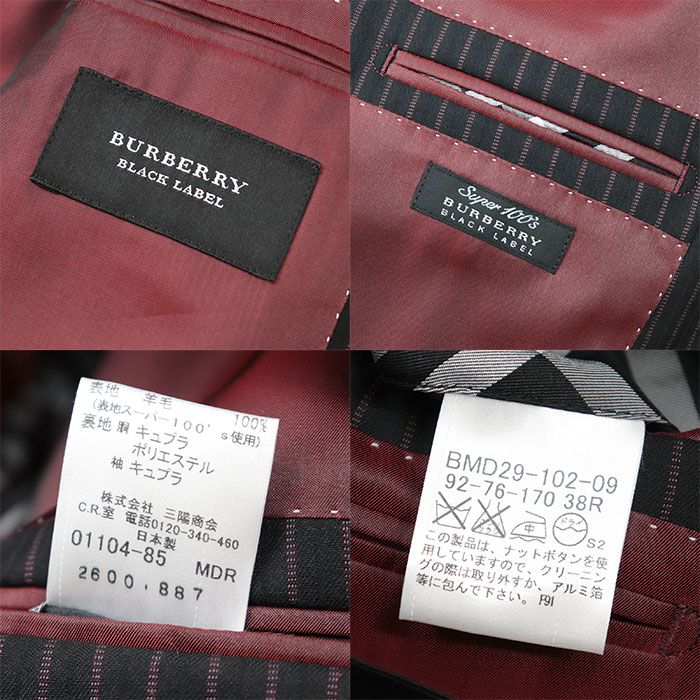 BURBERRY
BLACK LABEL
Super 100's
BURBERRY
BLACK LABEL
表地 羊毛 100%
(表地スーパー100's使用)
裏地 胴 キュプラ
ポリエステル
袖 キュプラ
株式会社 三陽商会
C.R.室 電話0120-340-460
日本製
01104-85 MDR
2600,887
BMD29-102-09
92-76-170 38R
中 ドライ S2
この製品は、ナットボタンを使
用していますので、クリーニン
グの際は取り外すか、アルミ箔
等に包んで下さい。 F91